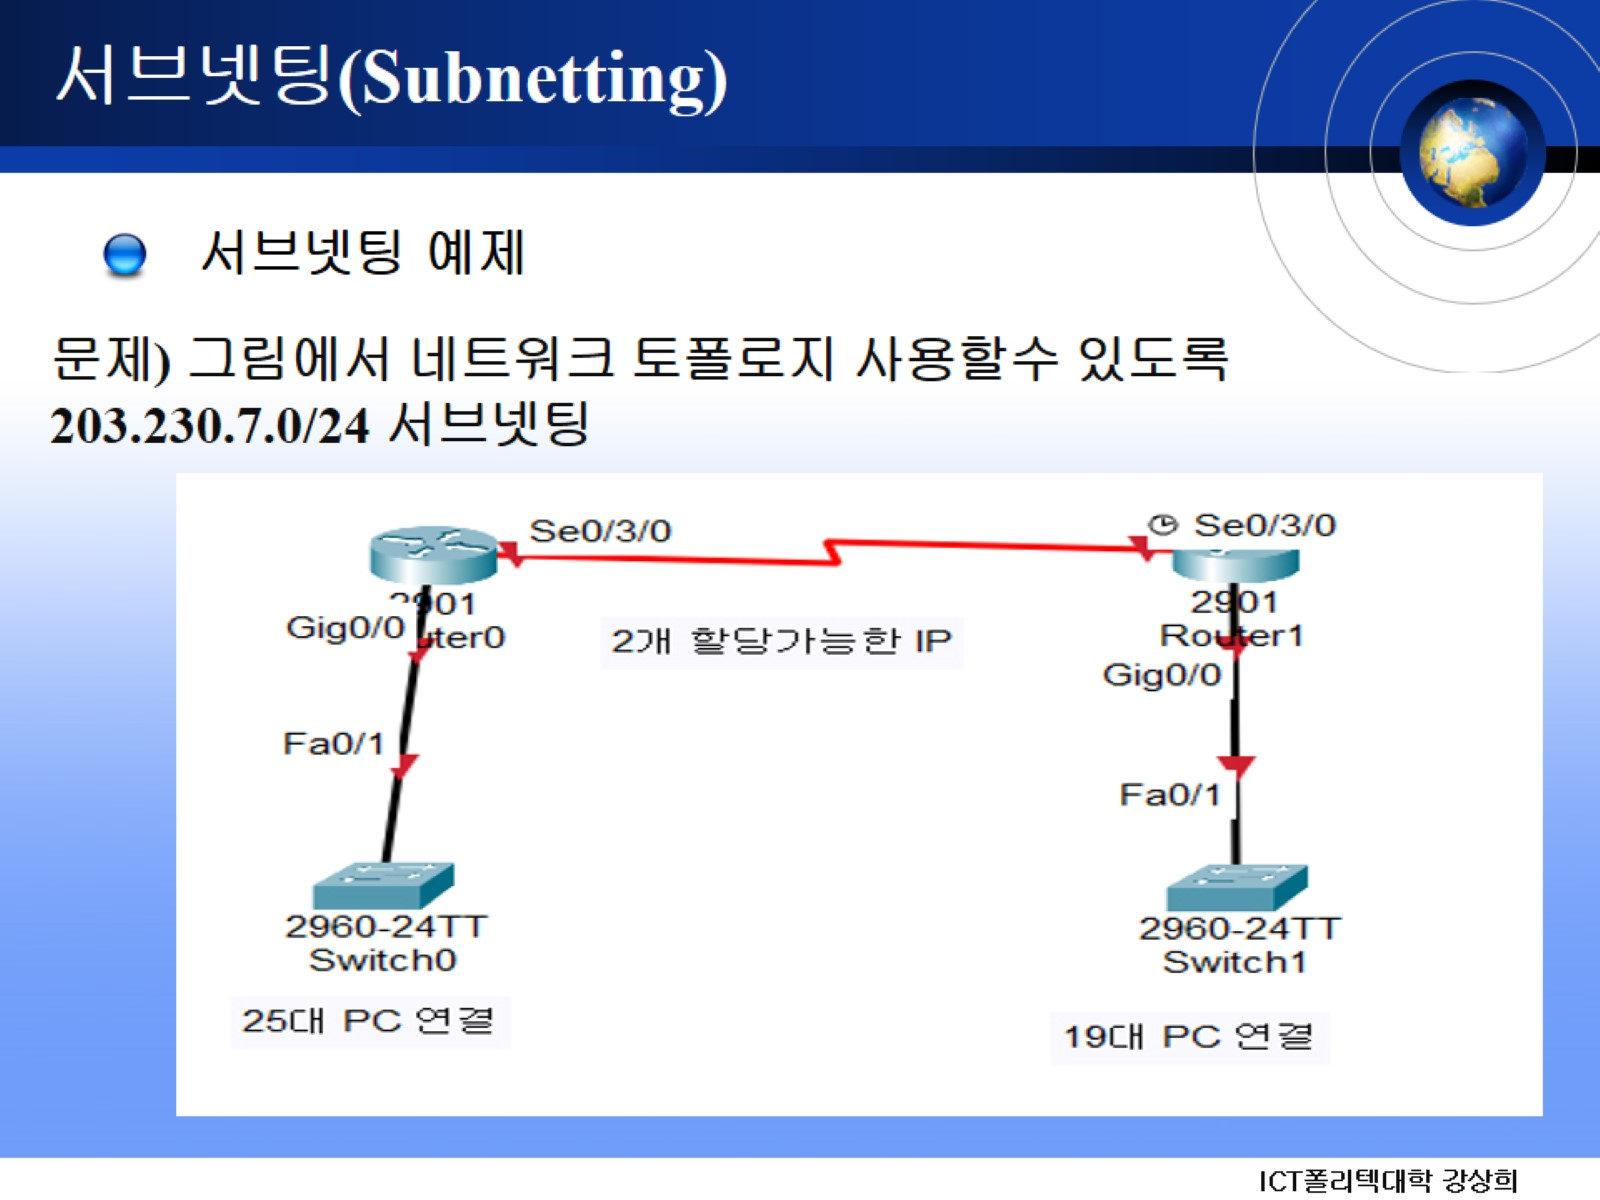 서브넷팅(Subnetting)
서브넷팅 예제
문제) 그림에서 네트워크 토폴로지 사용할수 있도록
203.230.7.0/24 서브넷팅
Se0/3/0
Se0/3/0
2901
Gig0/0
uter0
2개 할당가능한 IP
2901
Router1
Gig0/0
Fa0/1
Fa0/1
2960-24TT
Switch0
2960-24TT
Switch1
25대 PC 연결
19대 PC 연결
ICT폴리텍대학 강상희